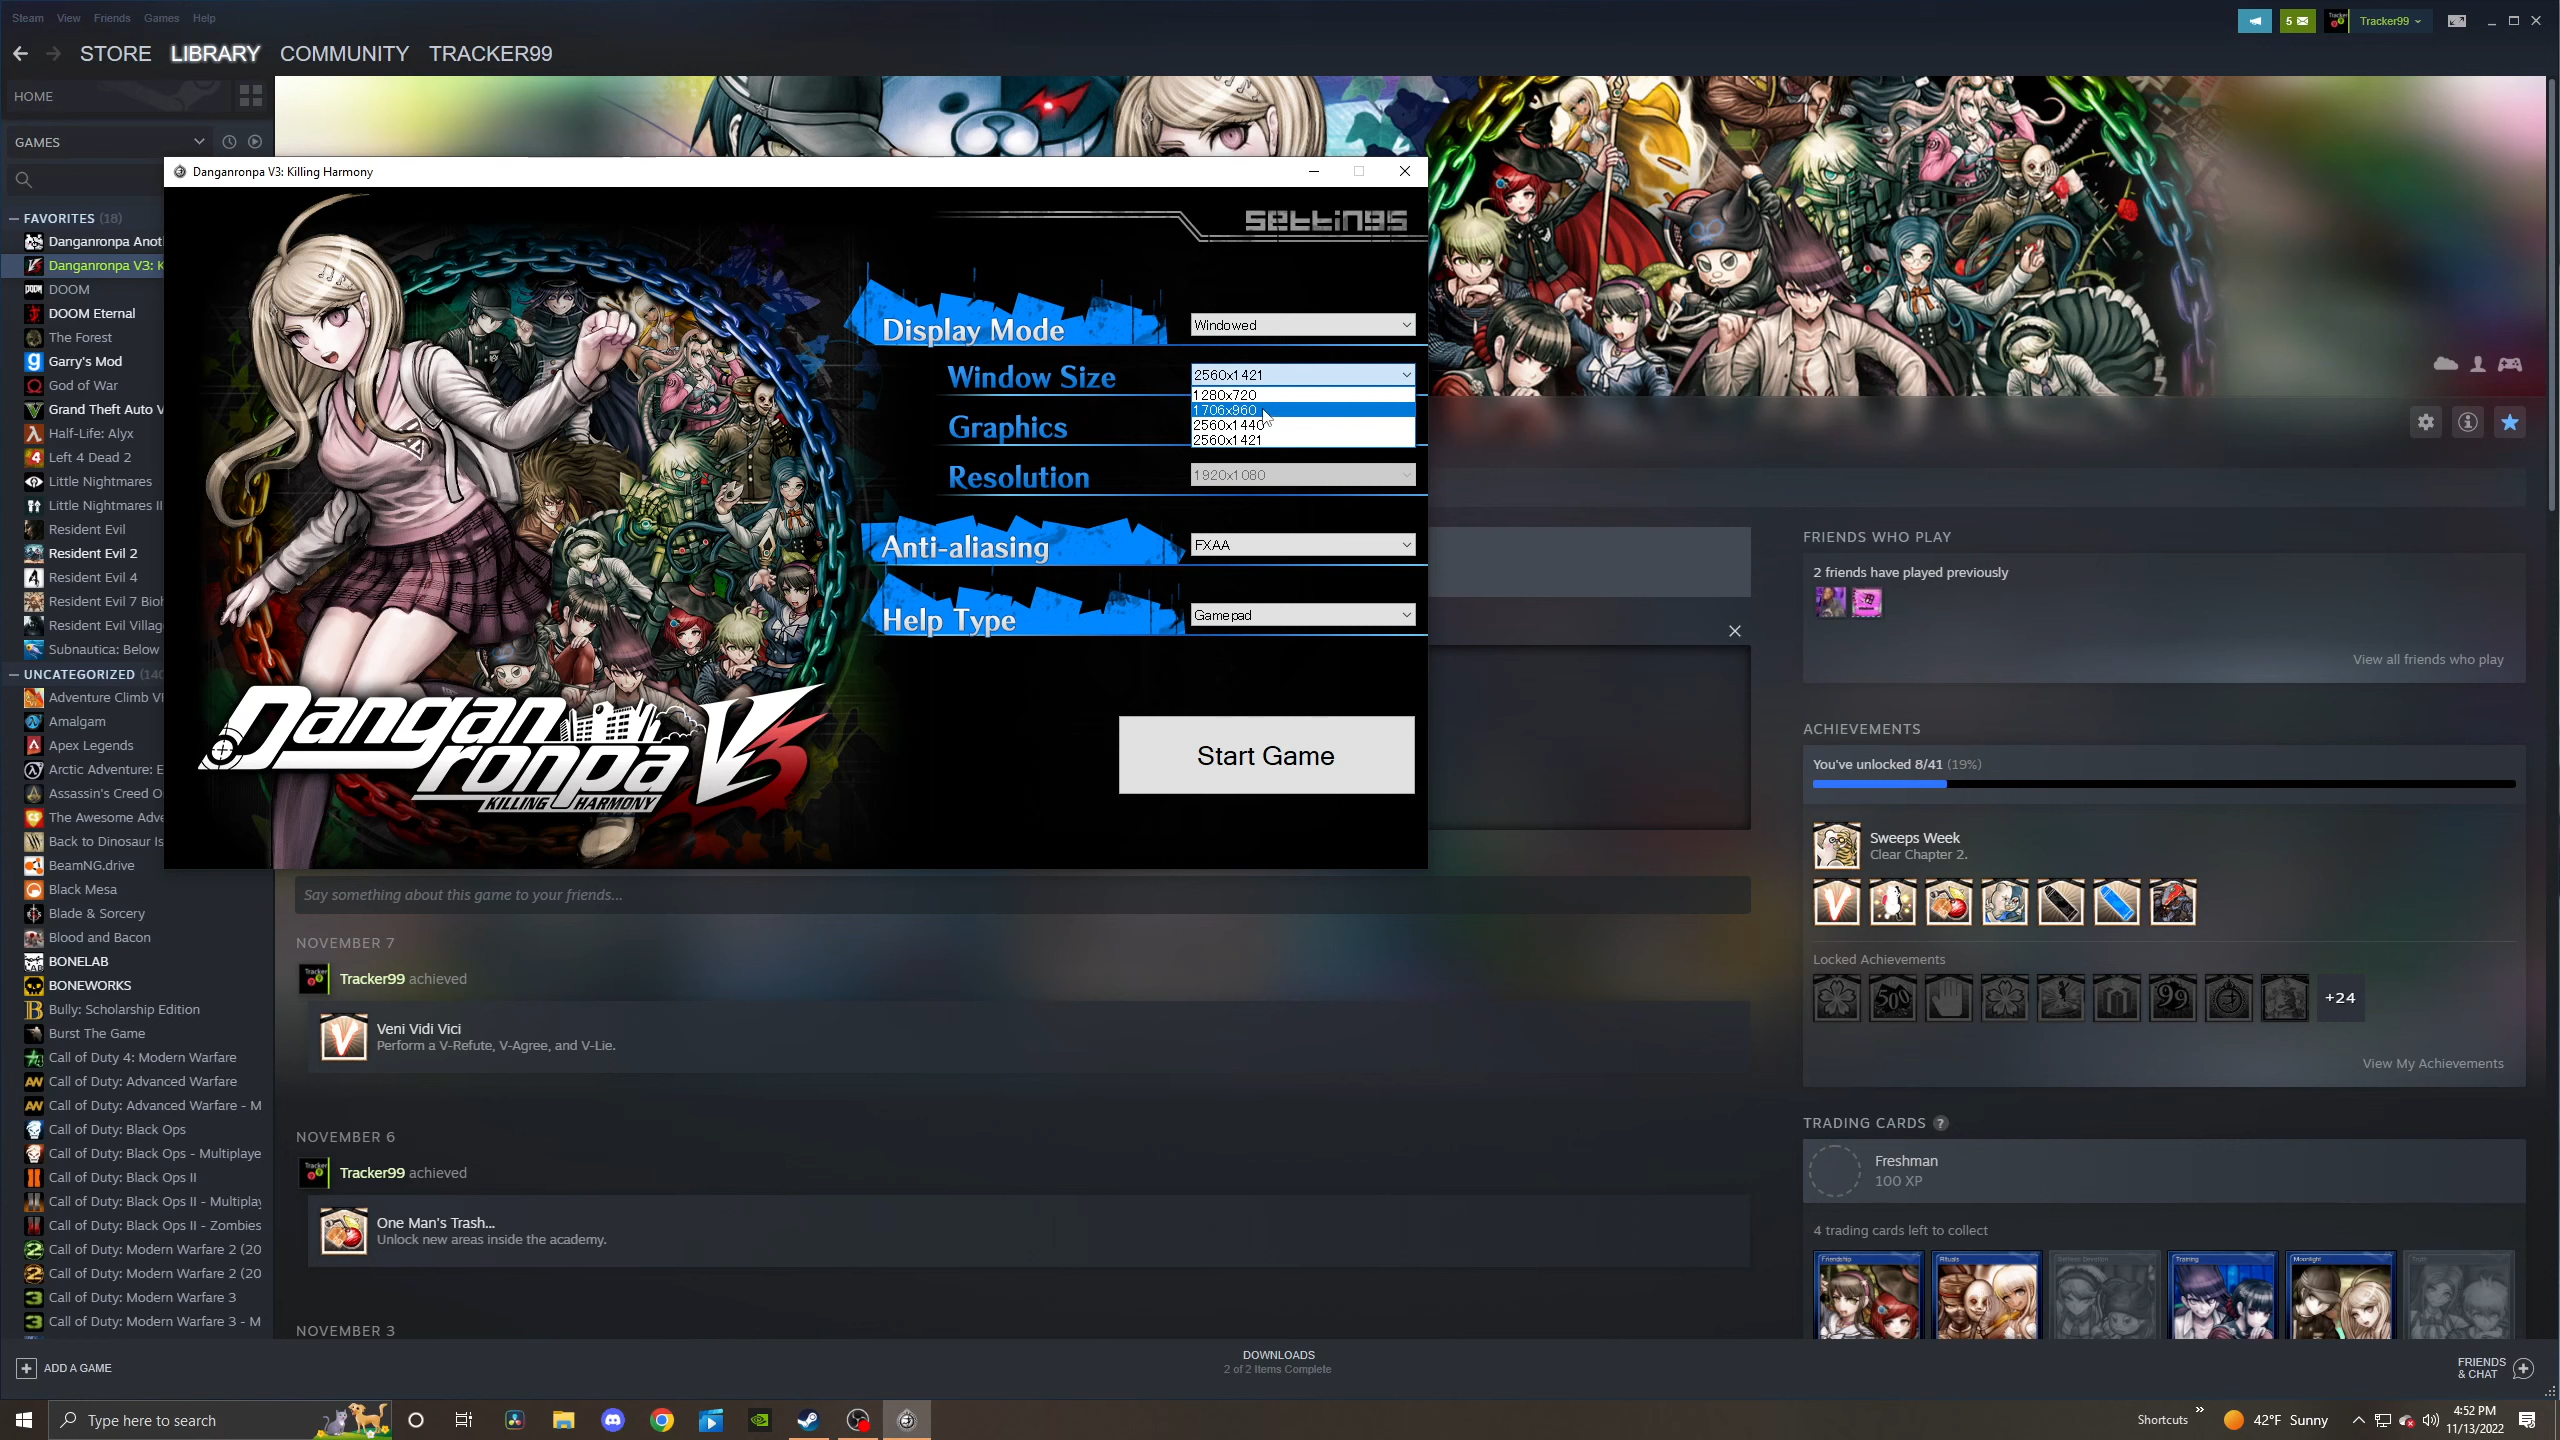 Steam View Friends Games Help
5
Tracker99
STORE LIBRARY COMMUNITY TRACKER99
HOME
GAMES
Danganronpa V3: Killing Harmony
FAVORITES (18)
Danganronpa Anot
Danganronpa V3: K
DOOM
DOOM Eternal
The Forest
Garry's Mod
God of War
Grand Theft Auto V
Half-Life: Alyx
Left 4 Dead 2
Little Nightmares
Little Nightmares II
Resident Evil
Resident Evil 2
Resident Evil 4
Resident Evil 7 Bioh
Resident Evil Villag
Subnautica: Below
UNCATEGORIZED (140
Adventure Climb VR
Amalgam
Apex Legends
Arctic Adventure: E
Assassin's Creed O
The Awesome Adve
Back to Dinosaur Is
BeamNG.drive
Black Mesa
Blade & Sorcery
Blood and Bacon
BONELAB
BONEWORKS
Bully: Scholarship Edition
Burst The Game
Call of Duty 4: Modern Warfare
Call of Duty: Advanced Warfare
Call of Duty: Advanced Warfare - M
Call of Duty: Black Ops
Call of Duty: Black Ops - Multiplaye
Call of Duty: Black Ops II
Call of Duty: Black Ops II - Multiplay
Call of Duty: Black Ops II - Zombies
Call of Duty: Modern Warfare 2 (20
Call of Duty: Modern Warfare 2 (20
Call of Duty: Modern Warfare 3
Call of Duty: Modern Warfare 3 - M
settings
Display Mode Windowed
Window Size 2560x1421
1280x720
1706x960
2560x1440
2560x1421
Graphics
Resolution 1920x1080
Anti-aliasing FXAA
Help Type Gamepad
Start Game
Dangan
ronpa V3
KILLING HARMONY
FRIENDS WHO PLAY
2 friends have played previously
View all friends who play
ACHIEVEMENTS
You've unlocked 8/41 (19%)
Sweeps Week
Clear Chapter 2.
Locked Achievements
500 99
+24
View My Achievements
TRADING CARDS ?
Freshman
100 XP
4 trading cards left to collect
Friendship Rituals Training Moonlight
Say something about this game to your friends...
NOVEMBER 7
Tracker99 achieved
Veni Vidi Vici
Perform a V-Refute, V-Agree, and V-Lie.
NOVEMBER 6
Tracker99 achieved
One Man's Trash...
Unlock new areas inside the academy.
NOVEMBER 3
ADD A GAME
DOWNLOADS
2 of 2 Items Complete
FRIENDS
& CHAT
Type here to search
Shortcuts
42°F Sunny
4:52 PM
11/13/2022